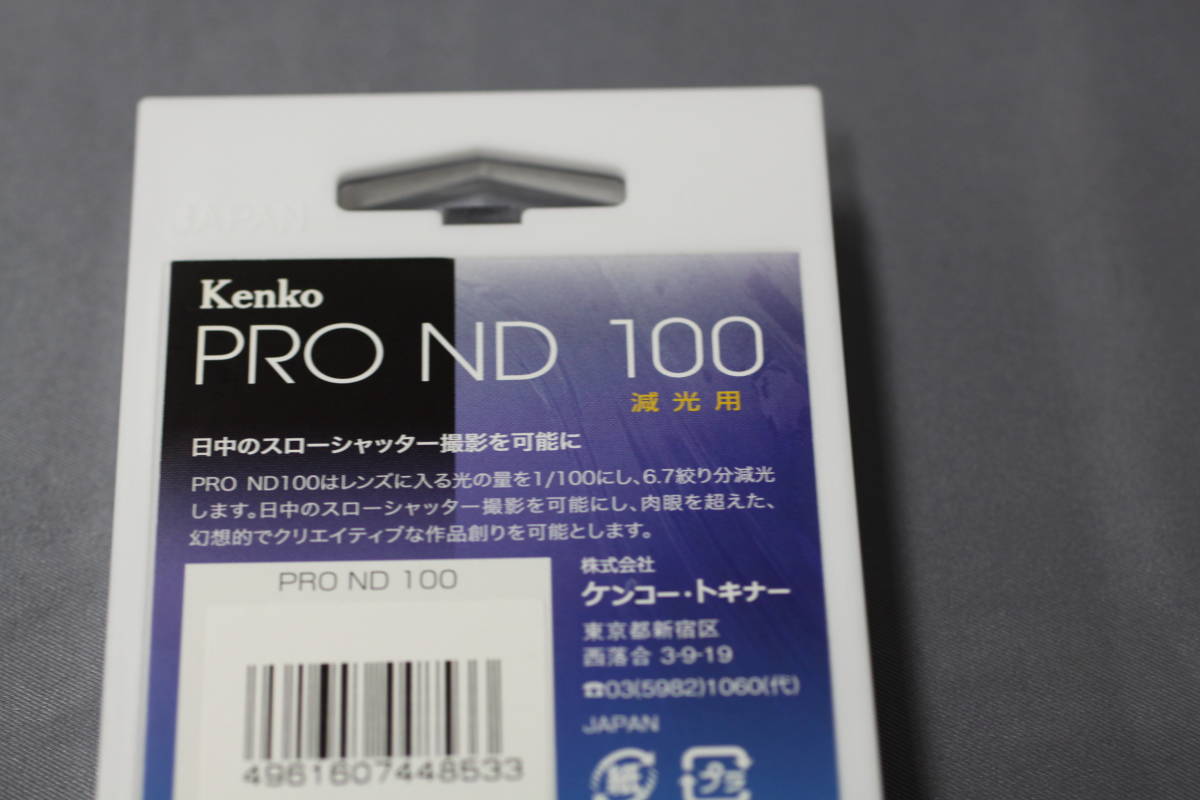 JAPAN
Kenko
PRO ND 100
減光用
日中のスローシャッター撮影を可能に
PRO ND100はレンズに入る光の量を1/100にし、6.7絞り分減光
します。日中のスローシャッター撮影を可能にし、肉眼を超えた、
幻想的でクリエイティブな作品創りを可能とします。
PRO ND 100
4961607448533
株式会社
ケンコー・トキナー
東京都新宿区
西落合 3-9-19
☎03(5982)1060(代)
JAPAN
紙
プラ